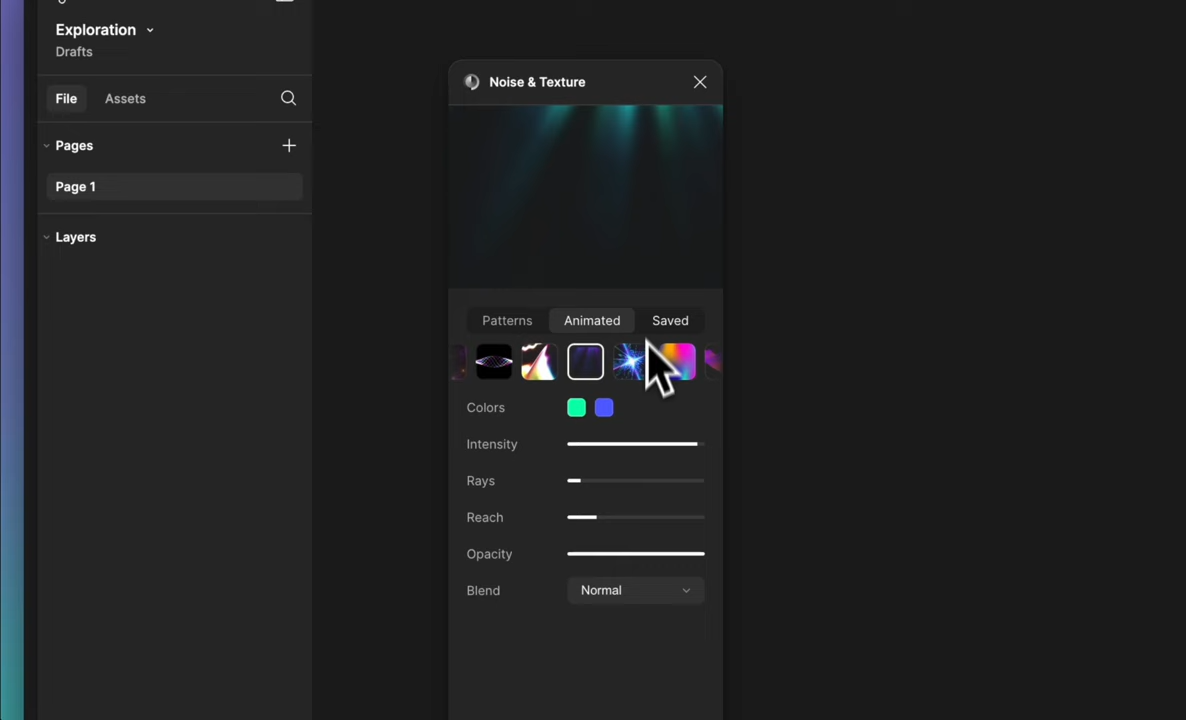 Exploration
Drafts
File Assets
Pages
Page 1
Layers
Noise & Texture
Patterns Animated Saved
Colors
Intensity
Rays
Reach
Opacity
Blend Normal